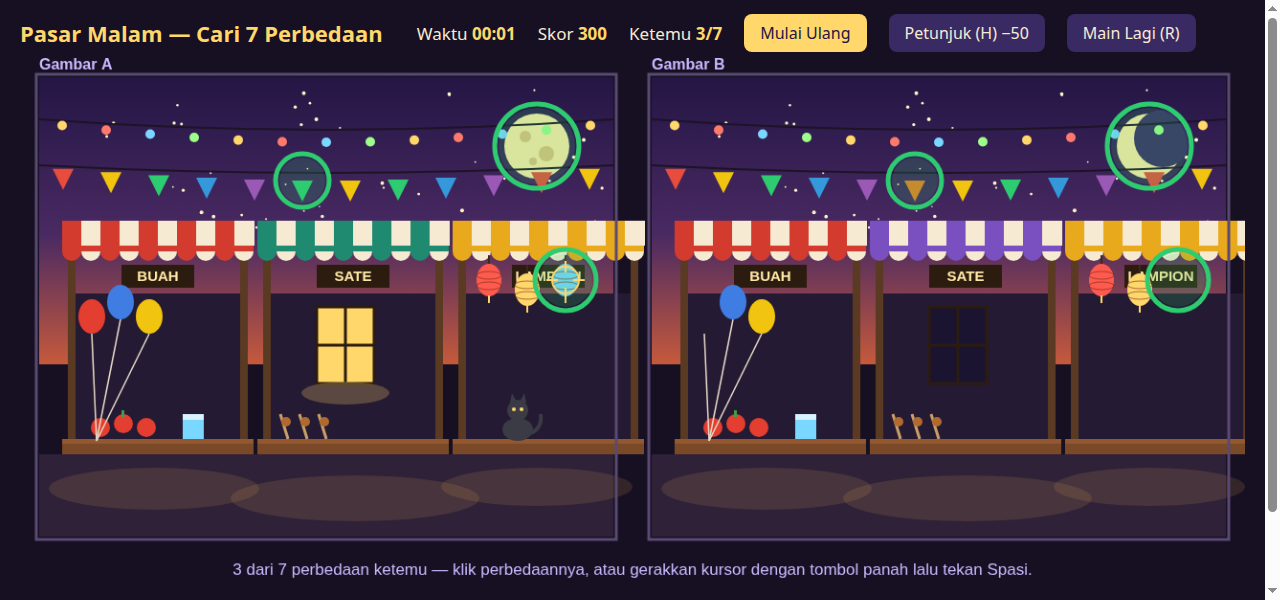 Pasar Malam — Cari 7 Perbedaan
Waktu 00:01
Skor 300
Ketemu 3/7
Mulai Ulang
Petunjuk (H) −50
Main Lagi (R)
Gambar A
Gambar B
BUAH
SATE
BUAH
SATE
LAMPION
3 dari 7 perbedaan ketemu — klik perbedaannya, atau gerakkan kursor dengan tombol panah lalu tekan Spasi.